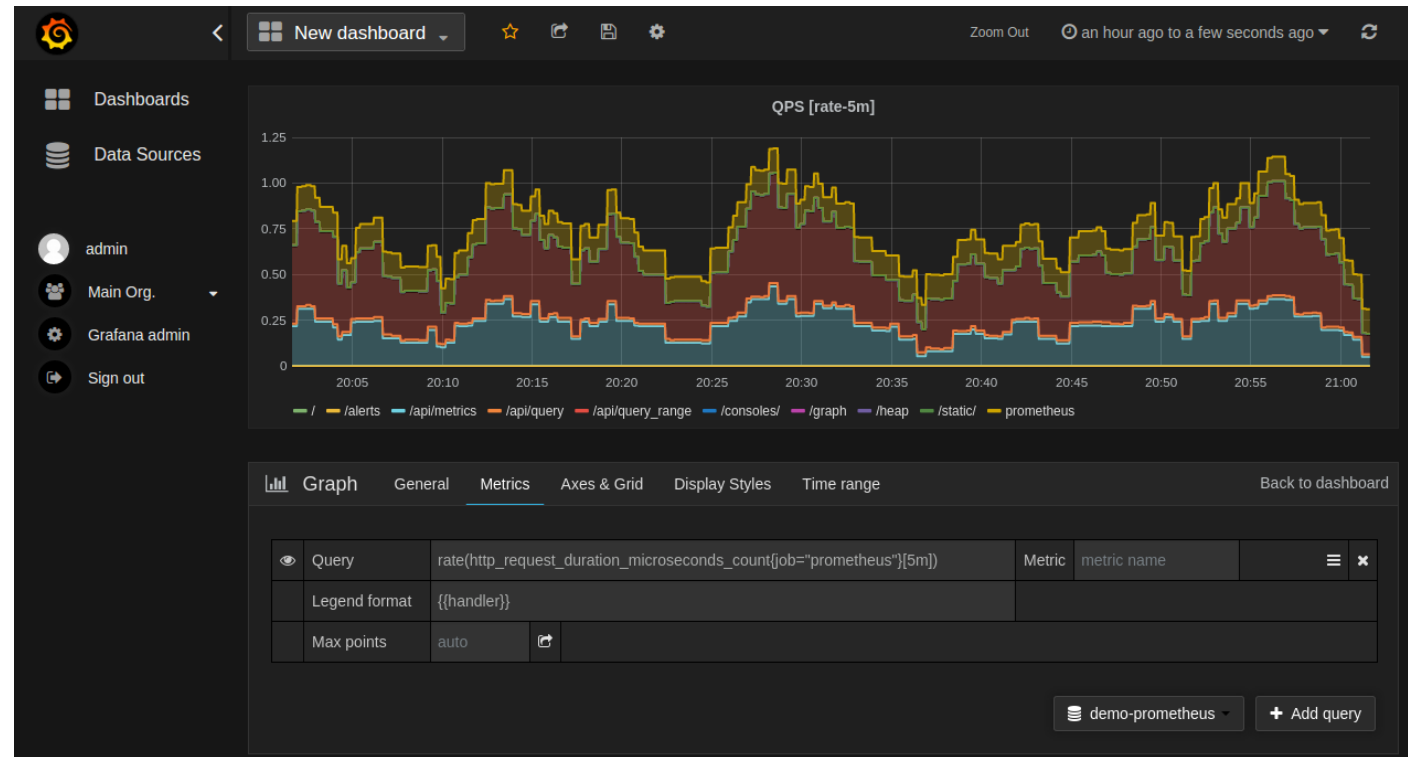 New dashboard
Zoom Out
an hour ago to a few seconds ago
Dashboards
Data Sources
admin
Main Org.
Grafana admin
Sign out
QPS [rate-5m]
1.25
1.00
0.75
0.50
0.25
0
20:05 20:10 20:15 20:20 20:25 20:30 20:35 20:40 20:45 20:50 20:55 21:00
/ /alerts /api/metrics /api/query /api/query_range /consoles/ /graph /heap /static/ prometheus
Graph General Metrics Axes & Grid Display Styles Time range Back to dashboard
Query rate(http_request_duration_microseconds_count{job="prometheus"}[5m]) Metric metric name
Legend format {{handler}}
Max points auto
demo-prometheus Add query